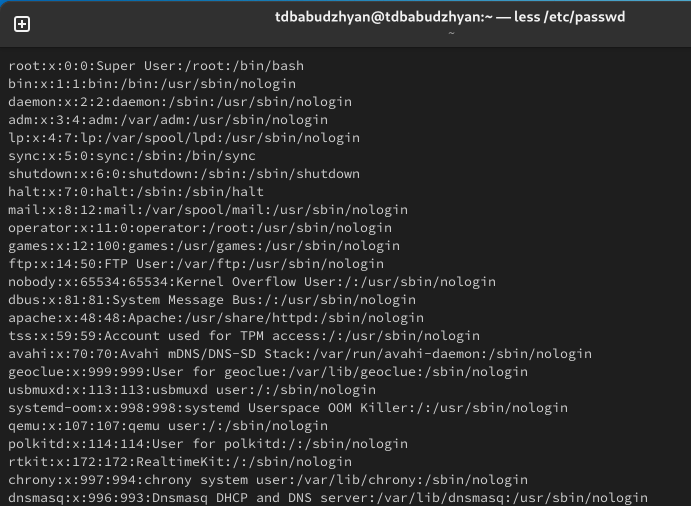 tdbabudzhyan@tdbabudzhyan:~ — less /etc/passwd
~
root:x:0:0:Super User:/root:/bin/bash
bin:x:1:1:bin:/bin:/usr/sbin/nologin
daemon:x:2:2:daemon:/sbin:/usr/sbin/nologin
adm:x:3:4:adm:/var/adm:/usr/sbin/nologin
lp:x:4:7:lp:/var/spool/lpd:/usr/sbin/nologin
sync:x:5:0:sync:/sbin:/bin/sync
shutdown:x:6:0:shutdown:/sbin:/sbin/shutdown
halt:x:7:0:halt:/sbin:/sbin/halt
mail:x:8:12:mail:/var/spool/mail:/usr/sbin/nologin
operator:x:11:0:operator:/root:/usr/sbin/nologin
games:x:12:100:games:/usr/games:/usr/sbin/nologin
ftp:x:14:50:FTP User:/var/ftp:/usr/sbin/nologin
nobody:x:65534:65534:Kernel Overflow User:/:/usr/sbin/nologin
dbus:x:81:81:System Message Bus:/:/usr/sbin/nologin
apache:x:48:48:Apache:/usr/share/httpd:/sbin/nologin
tss:x:59:59:Account used for TPM access:/:/usr/sbin/nologin
avahi:x:70:70:Avahi mDNS/DNS-SD Stack:/var/run/avahi-daemon:/sbin/nologin
geoclue:x:999:999:User for geoclue:/var/lib/geoclue:/sbin/nologin
usbmuxd:x:113:113:usbmuxd user:/:/sbin/nologin
systemd-oom:x:998:998:systemd Userspace OOM Killer:/:/usr/sbin/nologin
qemu:x:107:107:qemu user:/:/sbin/nologin
polkitd:x:114:114:User for polkitd:/:/sbin/nologin
rtkit:x:172:172:RealtimeKit:/:/sbin/nologin
chrony:x:997:994:chrony system user:/var/lib/chrony:/sbin/nologin
dnsmasq:x:996:993:Dnsmasq DHCP and DNS server:/var/lib/dnsmasq:/usr/sbin/nologin